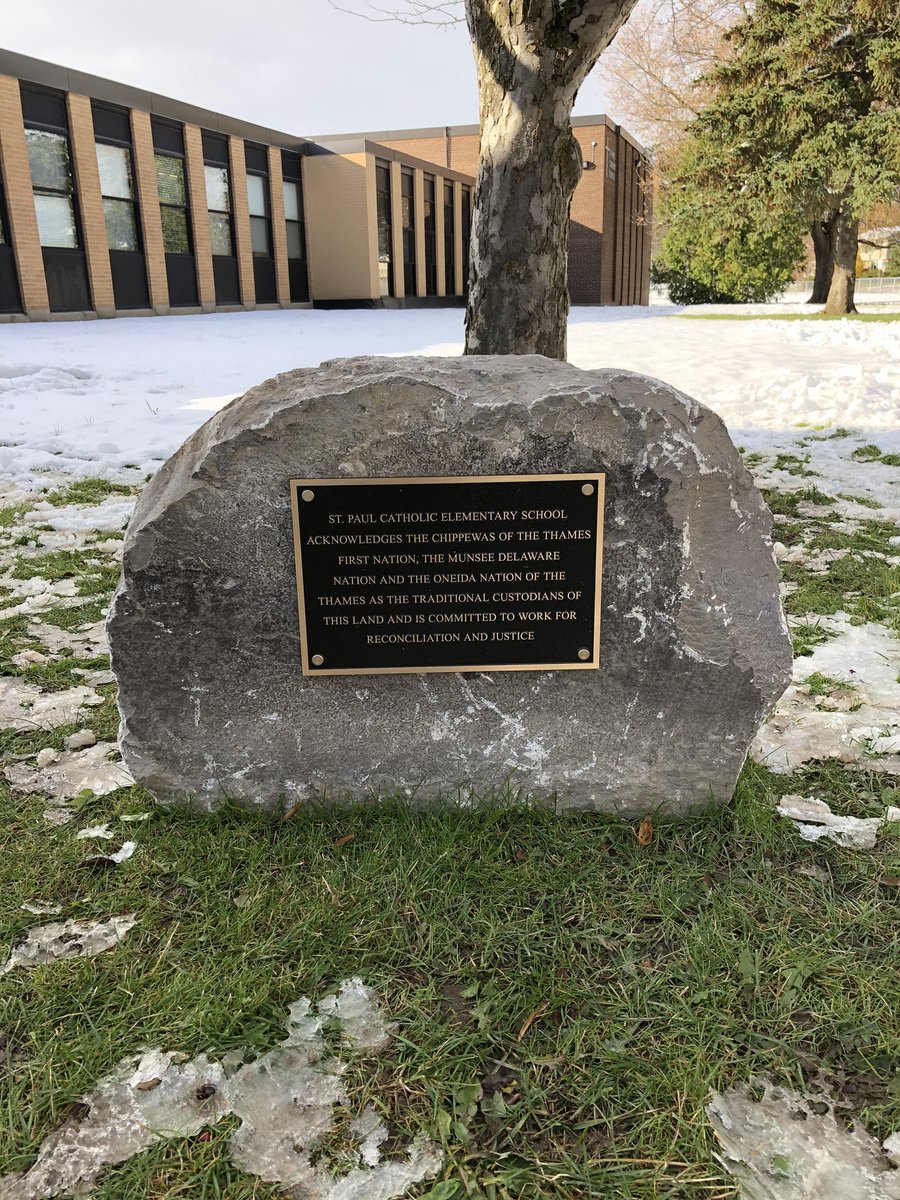 ST. PAUL CATHOLIC ELEMENTARY SCHOOL
ACKNOWLEDGES THE CHIPPEWAS OF THE THAMES
FIRST NATION, THE MUNSEE DELAWARE
NATION AND THE ONEIDA NATION OF THE
THAMES AS THE TRADITIONAL CUSTODIANS OF
THIS LAND AND IS COMMITTED TO WORK FOR
RECONCILIATION AND JUSTICE